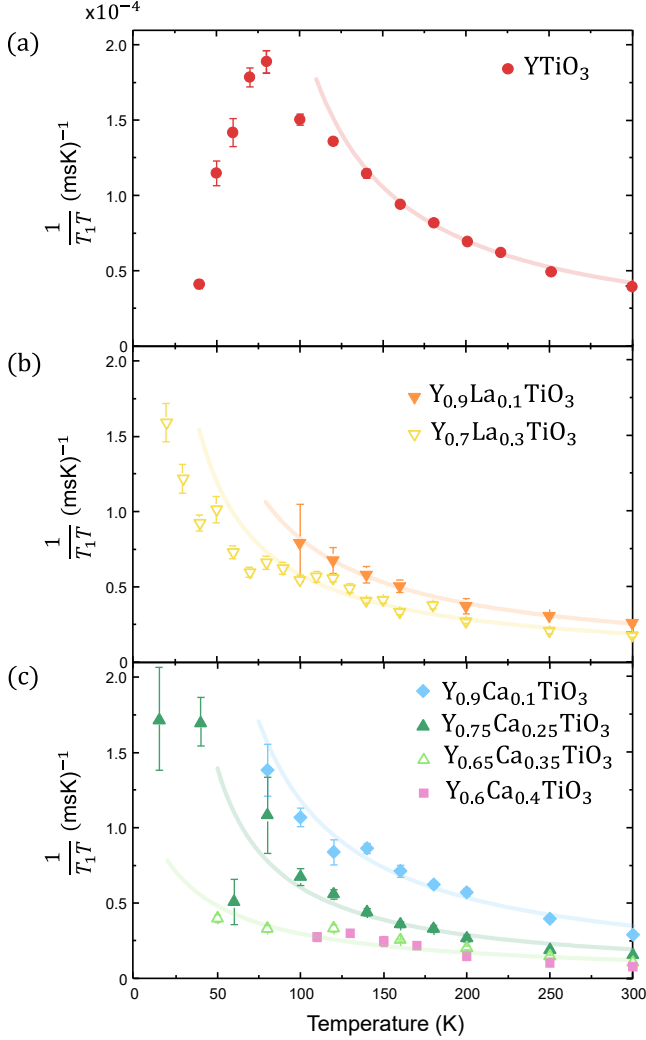 ×10⁻⁴
(a)
2.0
YTiO₃
1.5
1/(T₁T) (msK)⁻¹
1.0
0.5
0
(b)
2.0
Y₀.₉La₀.₁TiO₃
Y₀.₇La₀.₃TiO₃
1.5
1/(T₁T) (msK)⁻¹
1.0
0.5
0
(c)
2.0
Y₀.₉Ca₀.₁TiO₃
Y₀.₇₅Ca₀.₂₅TiO₃
Y₀.₆₅Ca₀.₃₅TiO₃
Y₀.₆Ca₀.₄TiO₃
1.5
1/(T₁T) (msK)⁻¹
1.0
0.5
0
0 50 100 150 200 250 300
Temperature (K)